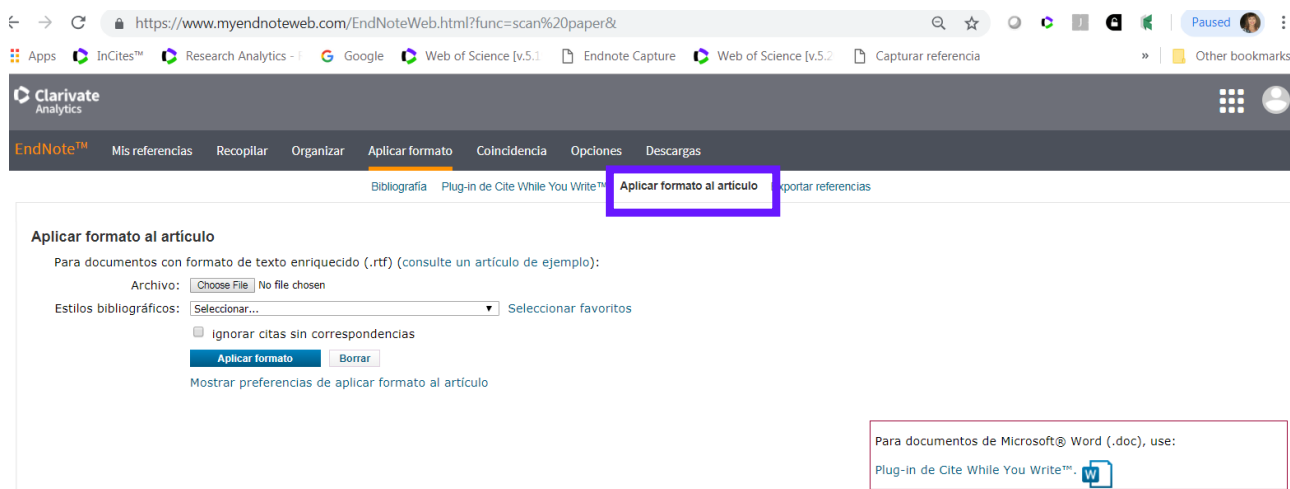 https://www.myendnoteweb.com/EndNoteWeb.html?func=scan%20paper& Paused
Apps InCites™ Research Analytics - Google Web of Science [v.5.1 Endnote Capture Web of Science [v.5.2 Capturar referencia » Other bookmarks
Clarivate
Analytics
EndNote™ Mis referencias Recopilar Organizar Aplicar formato Coincidencia Opciones Descargas
Bibliografía Plug-in de Cite While You Write™ Aplicar formato al artículo xportar referencias
Aplicar formato al artículo
Para documentos con formato de texto enriquecido (.rtf) (consulte un artículo de ejemplo):
Archivo: Choose File No file chosen
Estilos bibliográficos: Seleccionar... Seleccionar favoritos
ignorar citas sin correspondencias
Aplicar formato Borrar
Mostrar preferencias de aplicar formato al artículo
Para documentos de Microsoft® Word (.doc), use:
Plug-in de Cite While You Write™. W